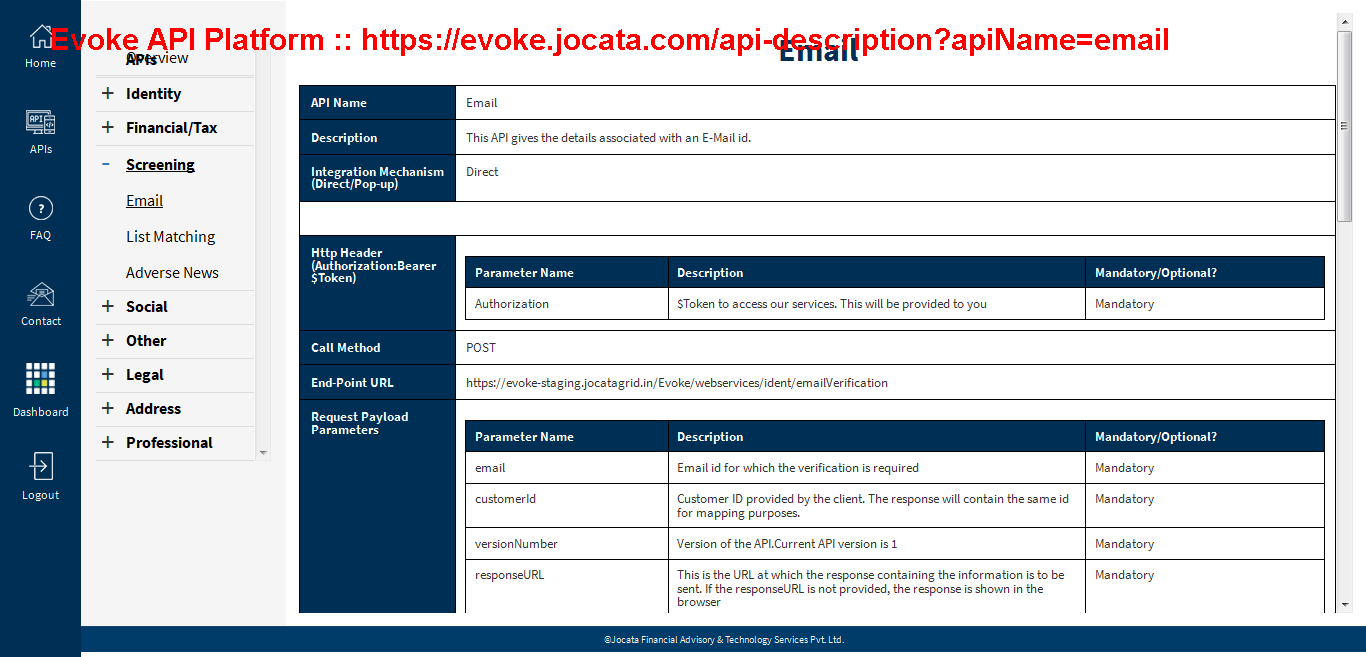 Evoke API Platform :: https://evoke.jocata.com/api-description?apiName=email
Home
APIs
FAQ
Contact
Dashboard
Logout
APIs
Overview
+ Identity
+ Financial/Tax
− Screening
Email
List Matching
Adverse News
+ Social
+ Other
+ Legal
+ Address
+ Professional
Email
API Name Email
Description This API gives the details associated with an E-Mail id.
Integration Mechanism Direct
(Direct/Pop-up)
Http Header
(Authorization:Bearer
$Token)
Parameter Name Description Mandatory/Optional?
Authorization $Token to access our services. This will be provided to you Mandatory
Call Method POST
End-Point URL https://evoke-staging.jocatagrid.in/Evoke/webservices/ident/emailVerification
Request Payload
Parameters
Parameter Name Description Mandatory/Optional?
email Email id for which the verification is required Mandatory
customerId Customer ID provided by the client. The response will contain the same id Mandatory
for mapping purposes.
versionNumber Version of the API.Current API version is 1 Mandatory
responseURL This is the URL at which the response containing the information is to be Mandatory
sent. If the responseURL is not provided, the response is shown in the
browser
©Jocata Financial Advisory & Technology Services Pvt. Ltd.